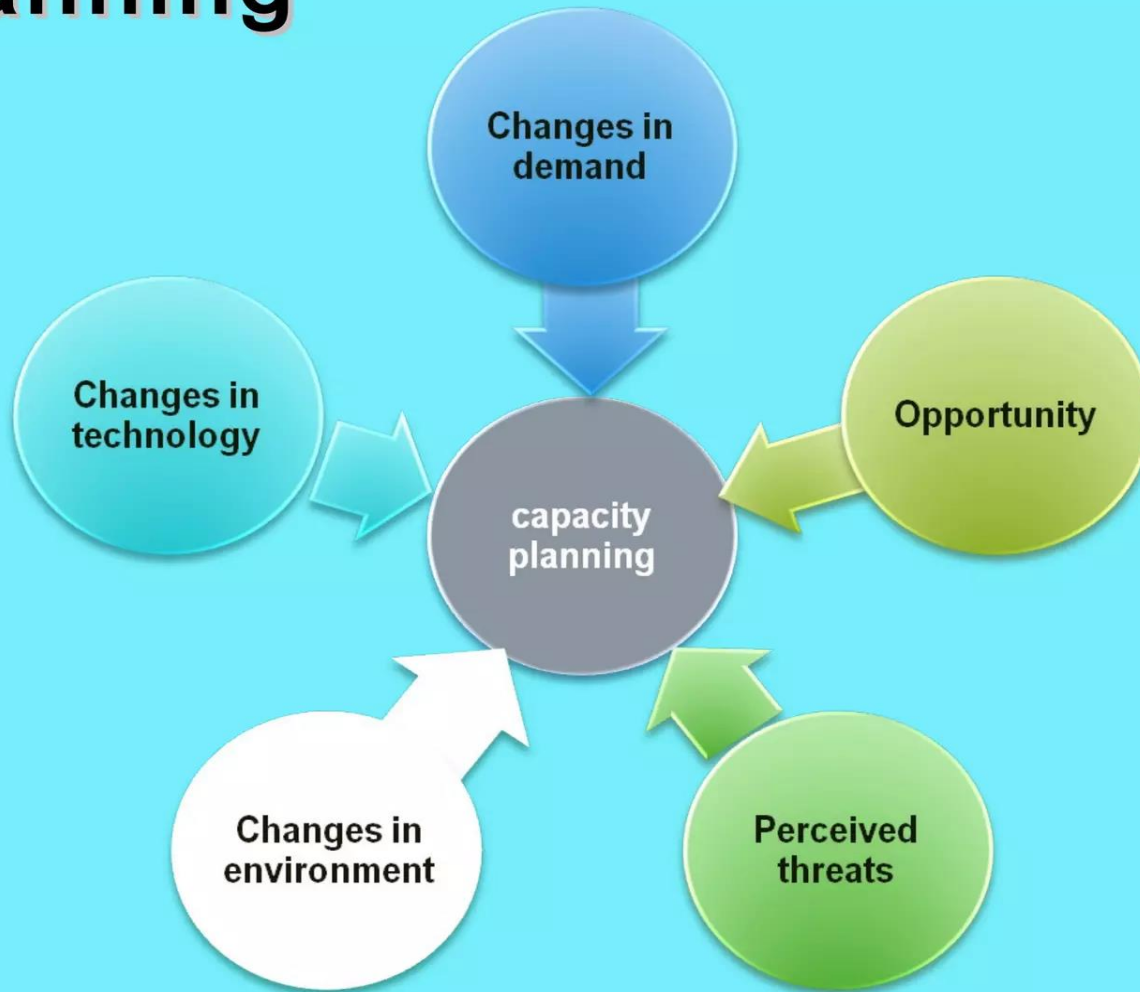 Changes in
demand
Changes in
technology
Opportunity
capacity
planning
Changes in
environment
Perceived
threats